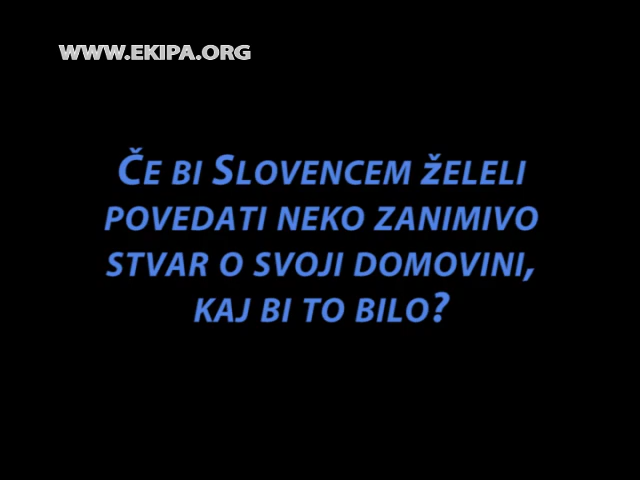 WWW.EKIPA.ORG
Če bi Slovencem želeli
povedati neko zanimivo
stvar o svoji domovini,
kaj bi to bilo?